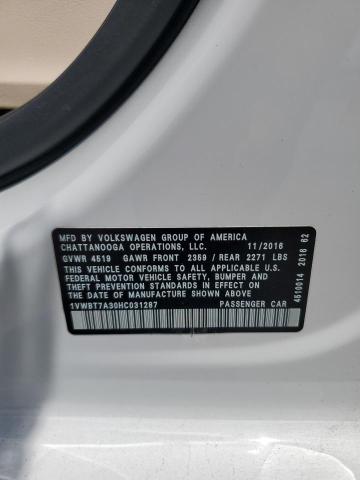 MFD BY VOLKSWAGEN GROUP OF AMERICA
CHATTANOOGA OPERATIONS, LLC. 11/2016
GVWR 4519 GAWR FRONT 2359 / REAR 2271 LBS
THIS VEHICLE CONFORMS TO ALL APPLICABLE U.S.
FEDERAL MOTOR VEHICLE SAFETY, BUMPER AND
THEFT PREVENTION STANDARDS IN EFFECT ON THE
DATE OF MANUFACTURE SHOWN ABOVE.
1VWBT7A30HC031287 PASSENGER CAR
4510014 2016 62